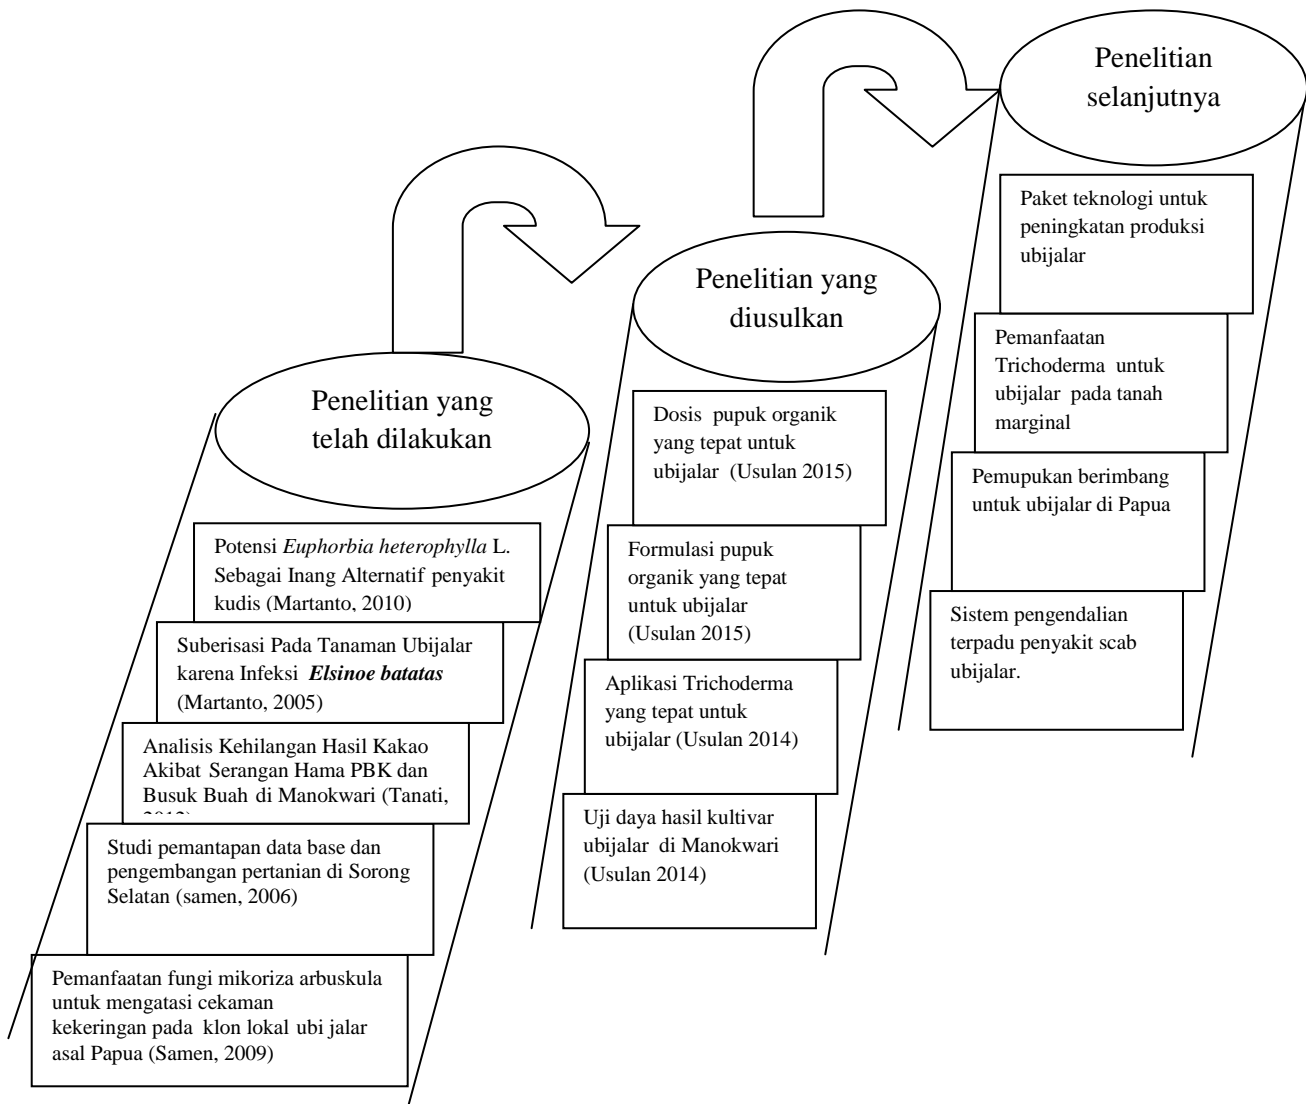 Penelitian yang
telah dilakukan
Potensi Euphorbia heterophylla L.
Sebagai Inang Alternatif penyakit
kudis (Martanto, 2010)
Suberisasi Pada Tanaman Ubijalar
karena Infeksi Elsinoe batatas
(Martanto, 2005)
Analisis Kehilangan Hasil Kakao
Akibat Serangan Hama PBK dan
Busuk Buah di Manokwari (Tanati,
Studi pemantapan data base dan
pengembangan pertanian di Sorong
Selatan (samen, 2006)
Pemanfaatan fungi mikoriza arbuskula
untuk mengatasi cekaman
kekeringan pada klon lokal ubi jalar
asal Papua (Samen, 2009)
Penelitian yang
diusulkan
Dosis pupuk organik
yang tepat untuk
ubijalar (Usulan 2015)
Formulasi pupuk
organik yang tepat
untuk ubijalar
(Usulan 2015)
Aplikasi Trichoderma
yang tepat untuk
ubijalar (Usulan 2014)
Uji daya hasil kultivar
ubijalar di Manokwari
(Usulan 2014)
Penelitian
selanjutnya
Paket teknologi untuk
peningkatan produksi
ubijalar
Pemanfaatan
Trichoderma untuk
ubijalar pada tanah
marginal
Pemupukan berimbang
untuk ubijalar di Papua
Sistem pengendalian
terpadu penyakit scab
ubijalar.